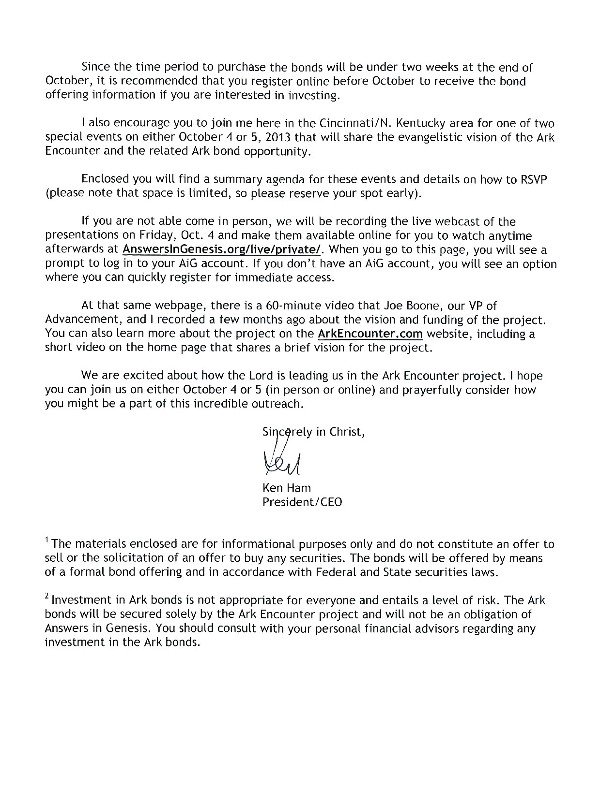 Since the time period to purchase the bonds will be under two weeks at the end of
October, it is recommended that you register online before October to receive the bond
offering information if you are interested in investing.
I also encourage you to join me here in the Cincinnati/N. Kentucky area for one of two
special events on either October 4 or 5, 2013 that will share the evangelistic vision of the Ark
Encounter and the related Ark bond opportunity.
Enclosed you will find a summary agenda for these events and details on how to RSVP
(please note that space is limited, so please reserve your spot early).
If you are not able come in person, we will be recording the live webcast of the
presentations on Friday, Oct. 4 and make them available online for you to watch anytime
afterwards at AnswersInGenesis.org/live/private/. When you go to this page, you will see a
prompt to log in to your AiG account. If you don't have an AiG account, you will see an option
where you can quickly register for immediate access.
At that same webpage, there is a 60-minute video that Joe Boone, our VP of
Advancement, and I recorded a few months ago about the vision and funding of the project.
You can also learn more about the project on the ArkEncounter.com website, including a
short video on the home page that shares a brief vision for the project.
We are excited about how the Lord is leading us in the Ark Encounter project. I hope
you can join us on either October 4 or 5 (in person or online) and prayerfully consider how
you might be a part of this incredible outreach.
Sincerely in Christ,
Ken
Ken Ham
President/CEO
1 The materials enclosed are for informational purposes only and do not constitute an offer to
sell or the solicitation of an offer to buy any securities. The bonds will be offered by means
of a formal bond offering and in accordance with Federal and State securities laws.
2 Investment in Ark bonds is not appropriate for everyone and entails a level of risk. The Ark
bonds will be secured solely by the Ark Encounter project and will not be an obligation of
Answers in Genesis. You should consult with your personal financial advisors regarding any
investment in the Ark bonds.